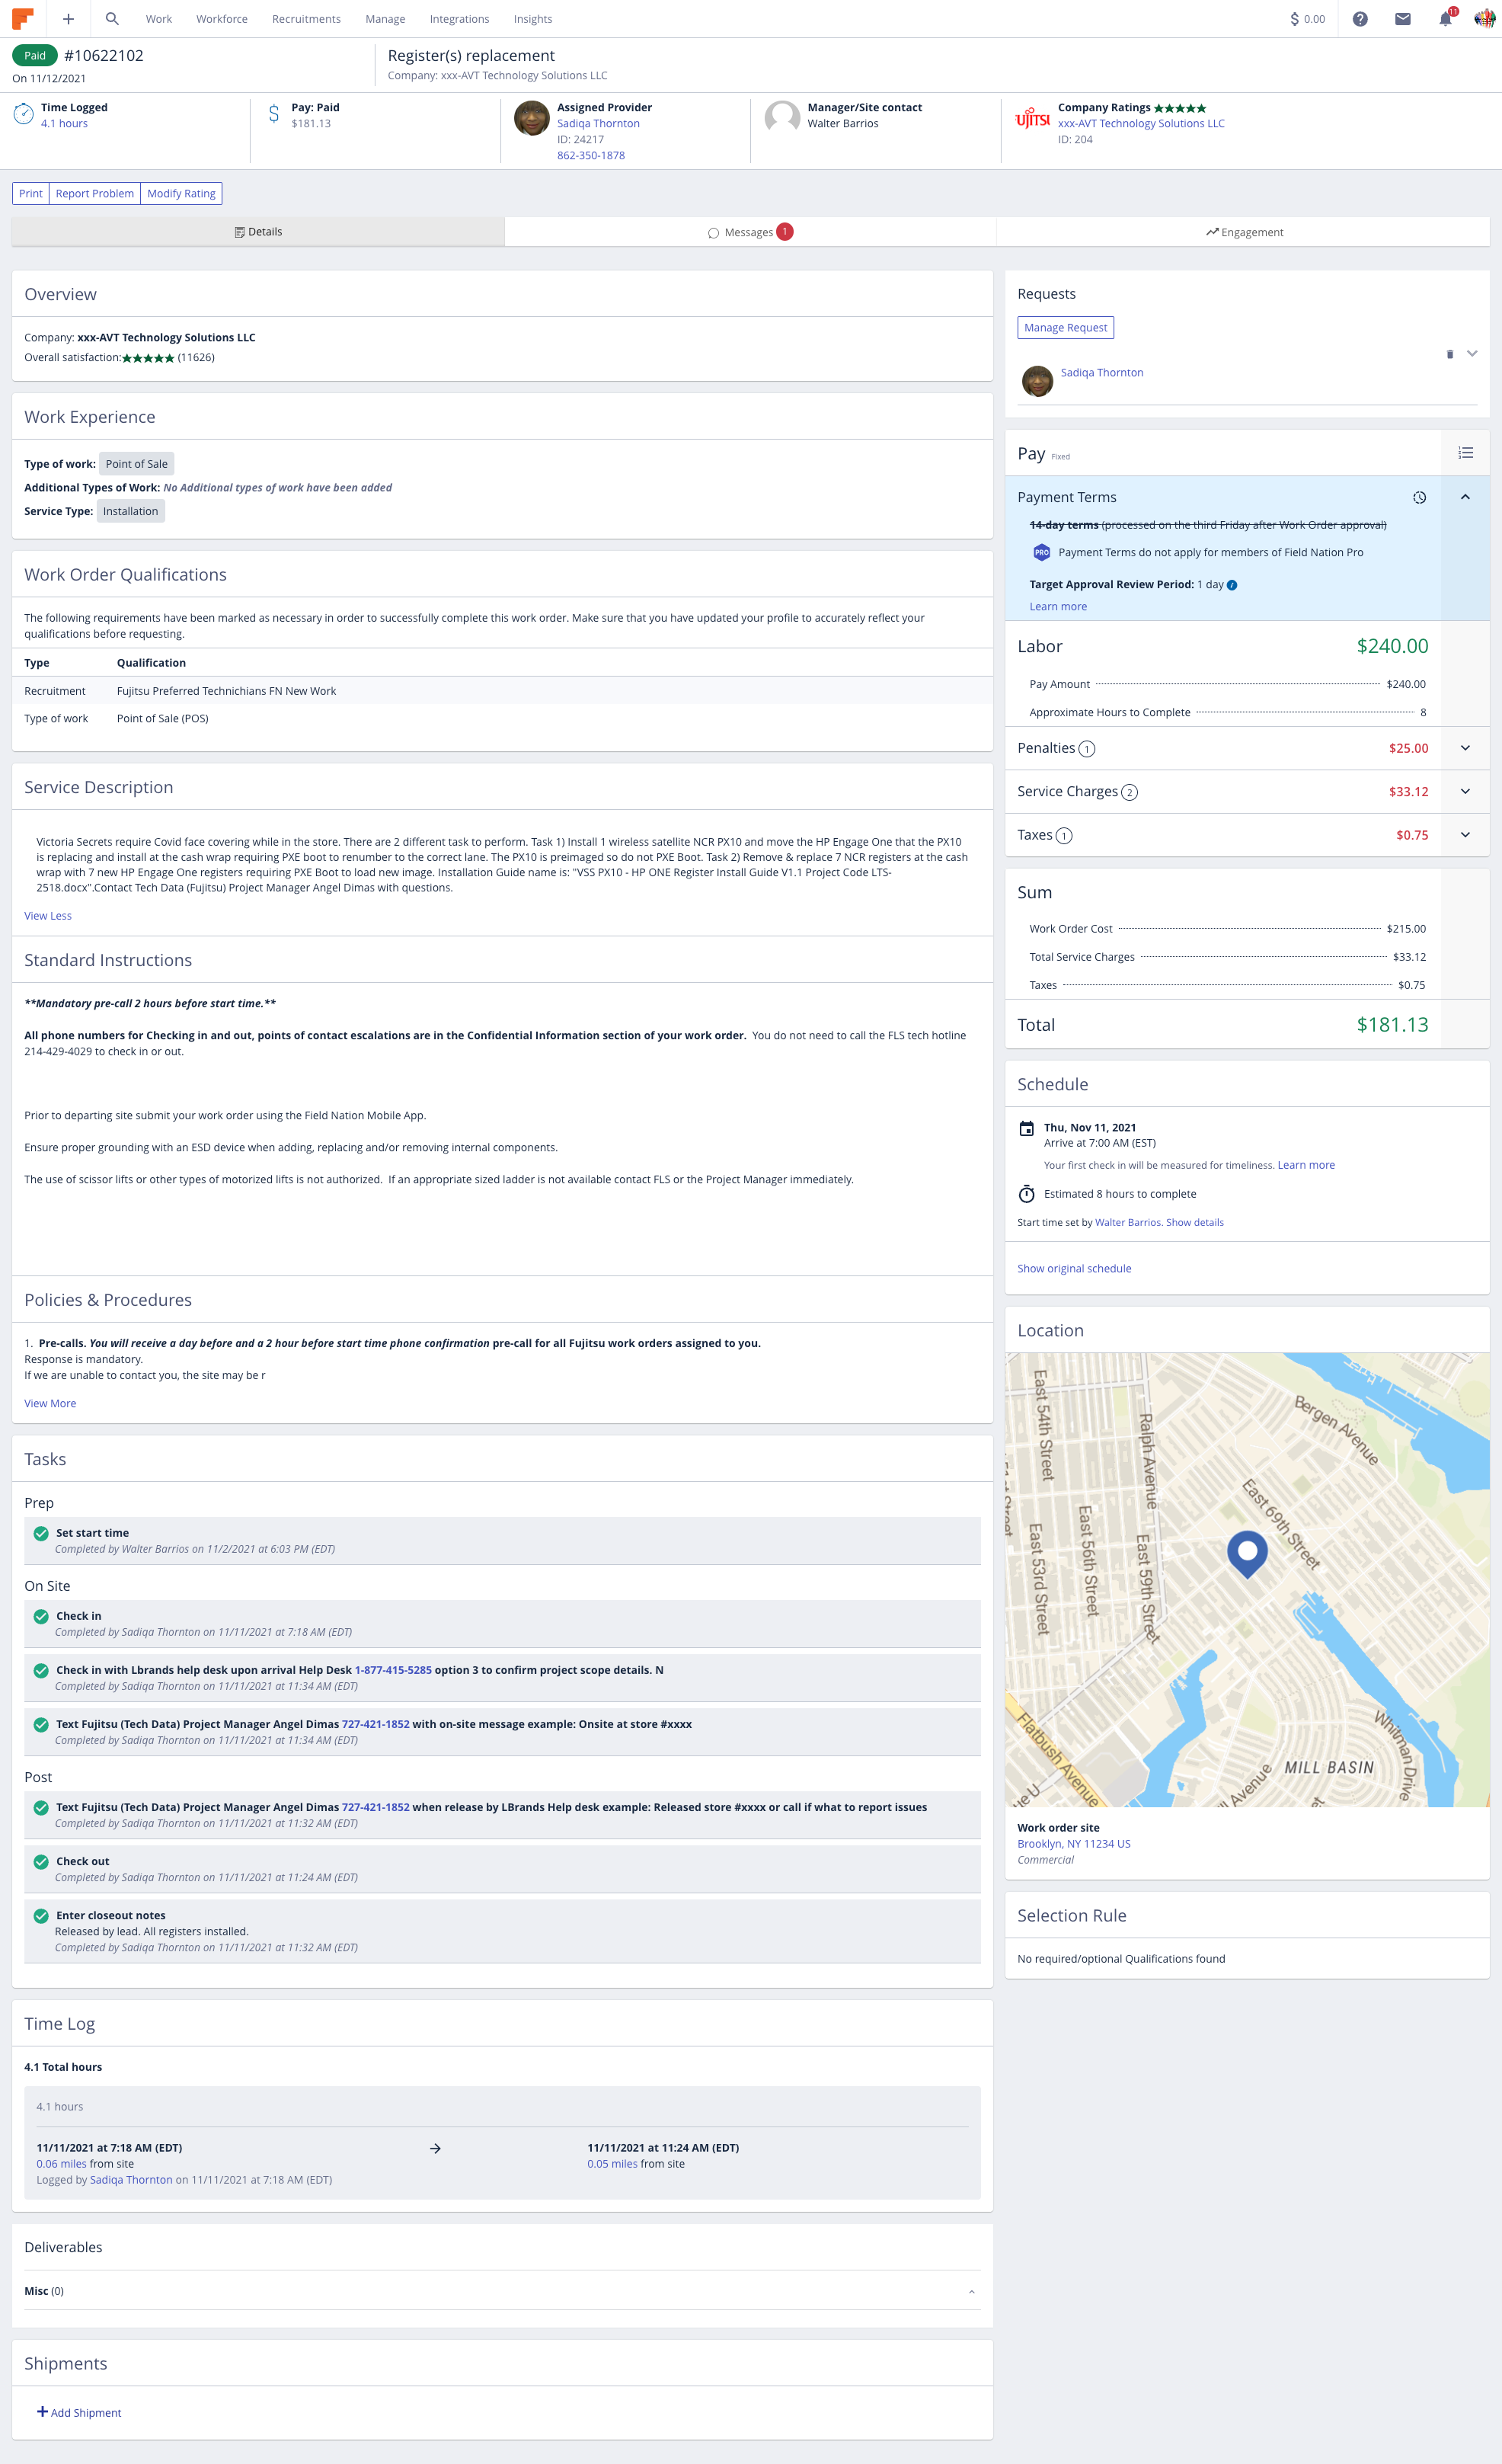 Work Workforce Recruitments Manage Integrations Insights $ 0.00 11
Paid #10622102
On 11/12/2021
Register(s) replacement
Company: xxx-AVT Technology Solutions LLC
Time Logged
4.1 hours
Pay: Paid
$181.13
Assigned Provider
Sadiqa Thornton
ID: 24217
862-350-1878
Manager/Site contact
Walter Barrios
Company Ratings
xxx-AVT Technology Solutions LLC
ID: 204
Print Report Problem Modify Rating
Details Messages 1 Engagement
Overview
Company: xxx-AVT Technology Solutions LLC
Overall satisfaction: (11626)
Work Experience
Type of work: Point of Sale
Additional Types of Work: No Additional types of work have been added
Service Type: Installation
Work Order Qualifications
The following requirements have been marked as necessary in order to successfully complete this work order. Make sure that you have updated your profile to accurately reflect your
qualifications before requesting.
Type Qualification
Recruitment Fujitsu Preferred Technichians FN New Work
Type of work Point of Sale (POS)
Service Description
Victoria Secrets require Covid face covering while in the store. There are 2 different task to perform. Task 1) Install 1 wireless satellite NCR PX10 and move the HP Engage One that the PX10
is replacing and install at the cash wrap requiring PXE boot to renumber to the correct lane. The PX10 is preimaged so do not PXE Boot. Task 2) Remove & replace 7 NCR registers at the cash
wrap with 7 new HP Engage One registers requiring PXE Boot to load new image. Installation Guide name is: "VSS PX10 - HP ONE Register Install Guide V1.1 Project Code LTS-
2518.docx".Contact Tech Data (Fujitsu) Project Manager Angel Dimas with questions.
View Less
Standard Instructions
**Mandatory pre-call 2 hours before start time.**
All phone numbers for Checking in and out, points of contact escalations are in the Confidential Information section of your work order. You do not need to call the FLS tech hotline
214-429-4029 to check in or out.
Prior to departing site submit your work order using the Field Nation Mobile App.
Ensure proper grounding with an ESD device when adding, replacing and/or removing internal components.
The use of scissor lifts or other types of motorized lifts is not authorized. If an appropriate sized ladder is not available contact FLS or the Project Manager immediately.
Policies & Procedures
1. Pre-calls. You will receive a day before and a 2 hour before start time phone confirmation pre-call for all Fujitsu work orders assigned to you.
Response is mandatory.
If we are unable to contact you, the site may be r
View More
Tasks
Prep
Set start time
Completed by Walter Barrios on 11/2/2021 at 6:03 PM (EDT)
On Site
Check in
Completed by Sadiqa Thornton on 11/11/2021 at 7:18 AM (EDT)
Check in with Lbrands help desk upon arrival Help Desk 1-877-415-5285 option 3 to confirm project scope details. N
Completed by Sadiqa Thornton on 11/11/2021 at 11:34 AM (EDT)
Text Fujitsu (Tech Data) Project Manager Angel Dimas 727-421-1852 with on-site message example: Onsite at store #xxxx
Completed by Sadiqa Thornton on 11/11/2021 at 11:34 AM (EDT)
Post
Text Fujitsu (Tech Data) Project Manager Angel Dimas 727-421-1852 when release by LBrands Help desk example: Released store #xxxx or call if what to report issues
Completed by Sadiqa Thornton on 11/11/2021 at 11:32 AM (EDT)
Check out
Completed by Sadiqa Thornton on 11/11/2021 at 11:24 AM (EDT)
Enter closeout notes
Released by lead. All registers installed.
Completed by Sadiqa Thornton on 11/11/2021 at 11:32 AM (EDT)
Time Log
4.1 Total hours
4.1 hours
11/11/2021 at 7:18 AM (EDT) 11/11/2021 at 11:24 AM (EDT)
0.06 miles from site 0.05 miles from site
Logged by Sadiqa Thornton on 11/11/2021 at 7:18 AM (EDT)
Deliverables
Misc (0)
Shipments
Add Shipment
Requests
Manage Request
Sadiqa Thornton
Pay Fixed
Payment Terms
14-day terms (processed on the third Friday after Work Order approval)
PRO Payment Terms do not apply for members of Field Nation Pro
Target Approval Review Period: 1 day
Learn more
Labor $240.00
Pay Amount $240.00
Approximate Hours to Complete 8
Penalties 1 $25.00
Service Charges 2 $33.12
Taxes 1 $0.75
Sum
Work Order Cost $215.00
Total Service Charges $33.12
Taxes $0.75
Total $181.13
Schedule
Thu, Nov 11, 2021
Arrive at 7:00 AM (EST)
Your first check in will be measured for timeliness. Learn more
Estimated 8 hours to complete
Start time set by Walter Barrios. Show details
Show original schedule
Location
East 54th Street
Ralph Avenue
Bergen Avenue
East 69th Street
East 53rd Street
East 56th Street
East 59th Street
Flatbush Avenue
Whitman Drive
MILL BASIN
Work order site
Brooklyn, NY 11234 US
Commercial
Selection Rule
No required/optional Qualifications found